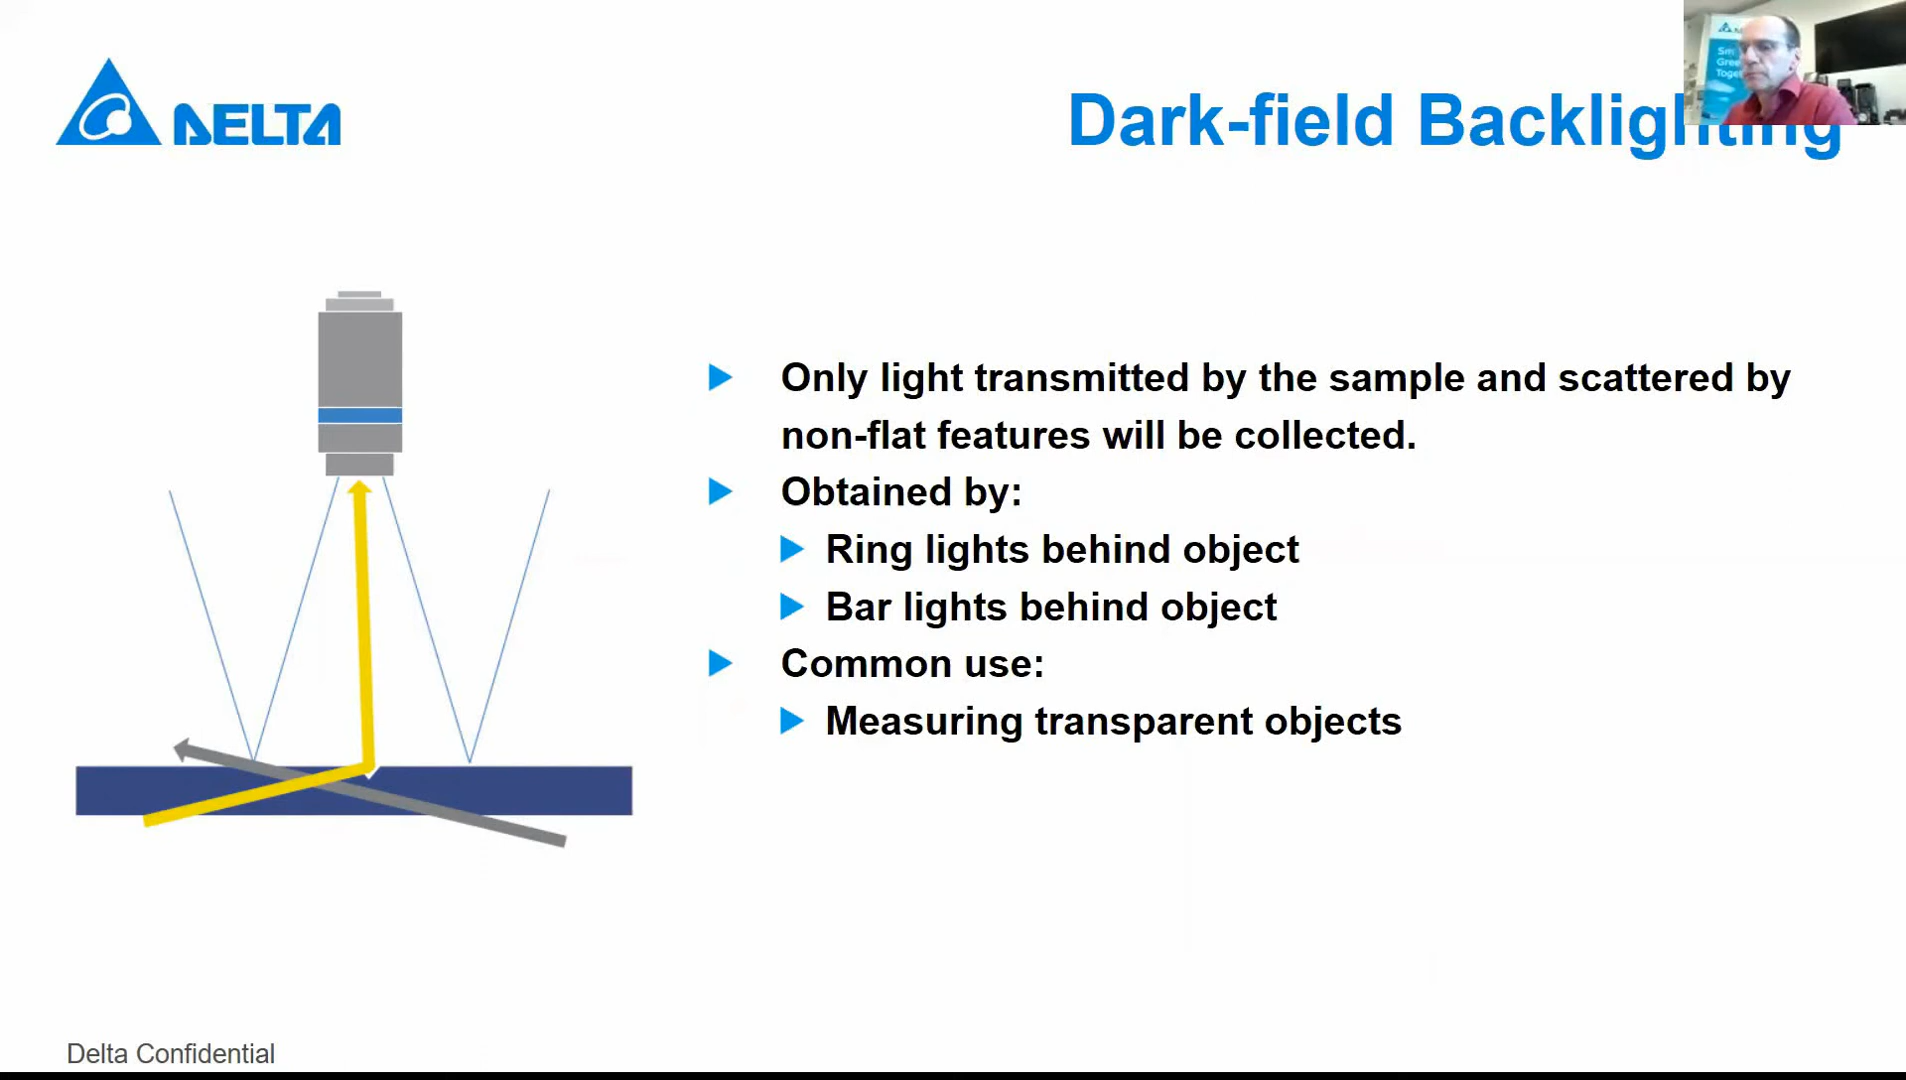 DELTA
Dark-field Backlighting
Only light transmitted by the sample and scattered by
non-flat features will be collected.
Obtained by:
Ring lights behind object
Bar lights behind object
Common use:
Measuring transparent objects
Delta Confidential